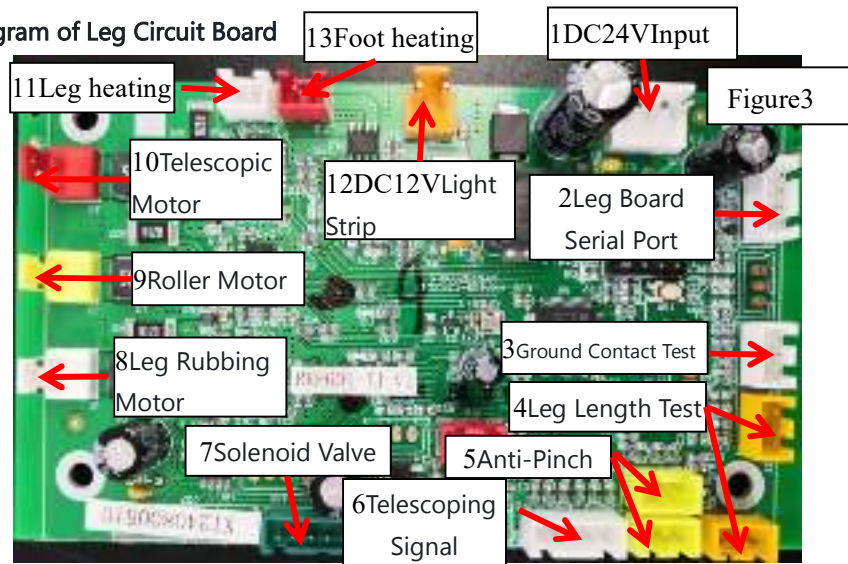 gram of Leg Circuit Board
13Foot heating
1DC24VInput
11Leg heating
Figure3
10Telescopic
Motor
12DC12VLight
Strip
2Leg Board
Serial Port
9Roller Motor
3Ground Contact Test
8Leg Rubbing
Motor
4Leg Length Test
7Solenoid Valve
5Anti-Pinch
6Telescoping
Signal